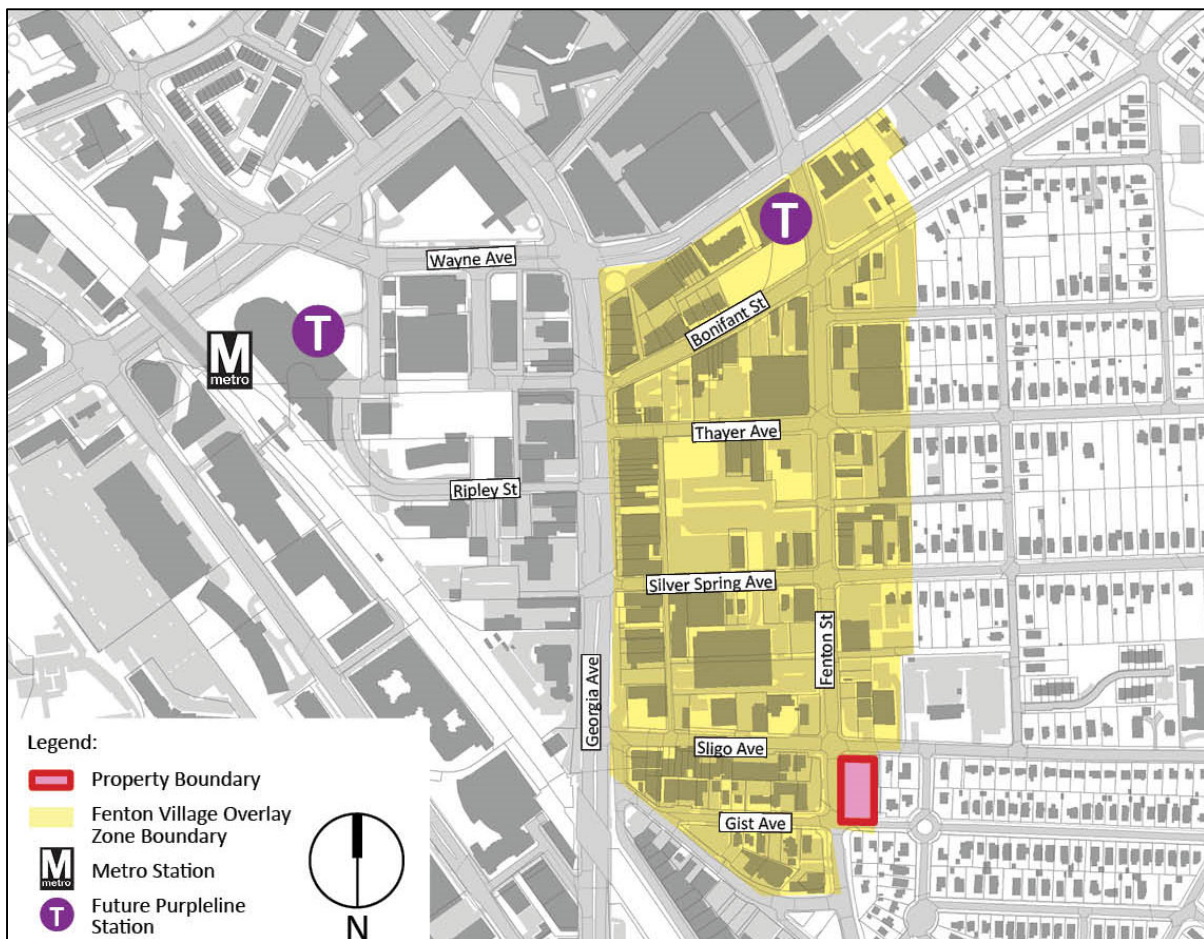 T
Wayne Ave
Bonifant St
T
M
metro
Thayer Ave
Ripley St
Silver Spring Ave
Fenton St
Georgia Ave
Sligo Ave
Gist Ave
Legend:
Property Boundary
Fenton Village Overlay
Zone Boundary
M
metro
Metro Station
T
Future Purpleline
Station
N